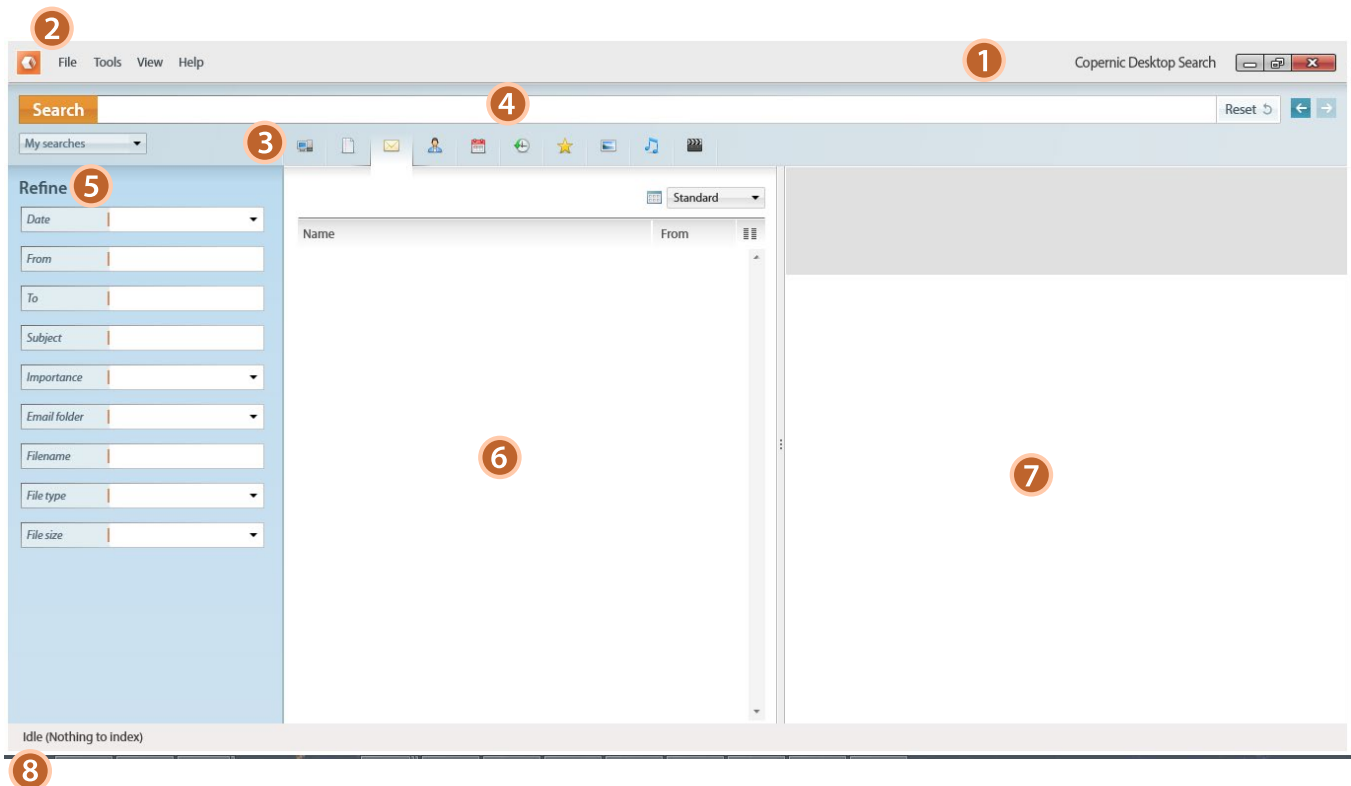 2
File Tools View Help
1
Copernic Desktop Search
Search
4
Reset
My searches
3
Refine
5
Standard
Date
Name From
From
To
Subject
Importance
Email folder
Filename
6
7
File type
File size
Idle (Nothing to index)
8